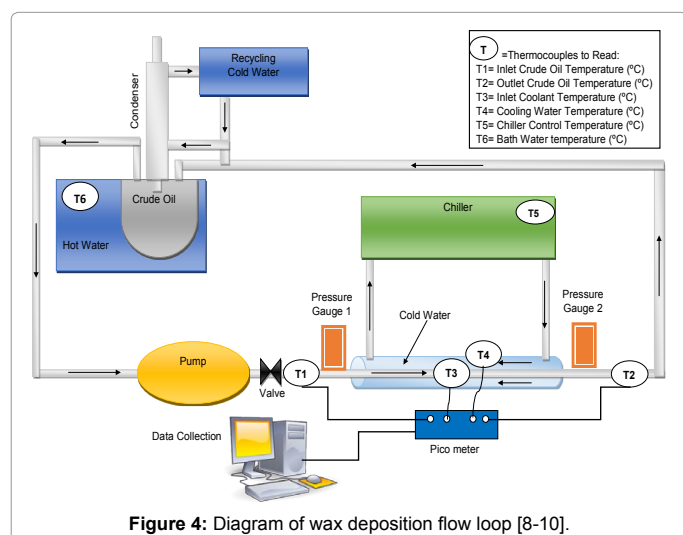 Recycling
Cold Water
Condenser
T =Thermocouples to Read:
T1= Inlet Crude Oil Temperature (ºC)
T2= Outlet Crude Oil Temperature (ºC)
T3= Inlet Coolant Temperature (ºC)
T4= Cooling Water Temperature (ºC)
T5= Chiller Control Temperature (ºC)
T6= Bath Water temperature (ºC)
T6
Crude Oil
Hot Water
Chiller
T5
Pressure
Gauge 1
Cold Water
Pressure
Gauge 2
Pump
Valve
T1
T3
T4
T2
Data Collection
Pico meter
Figure 4: Diagram of wax deposition flow loop [8-10].